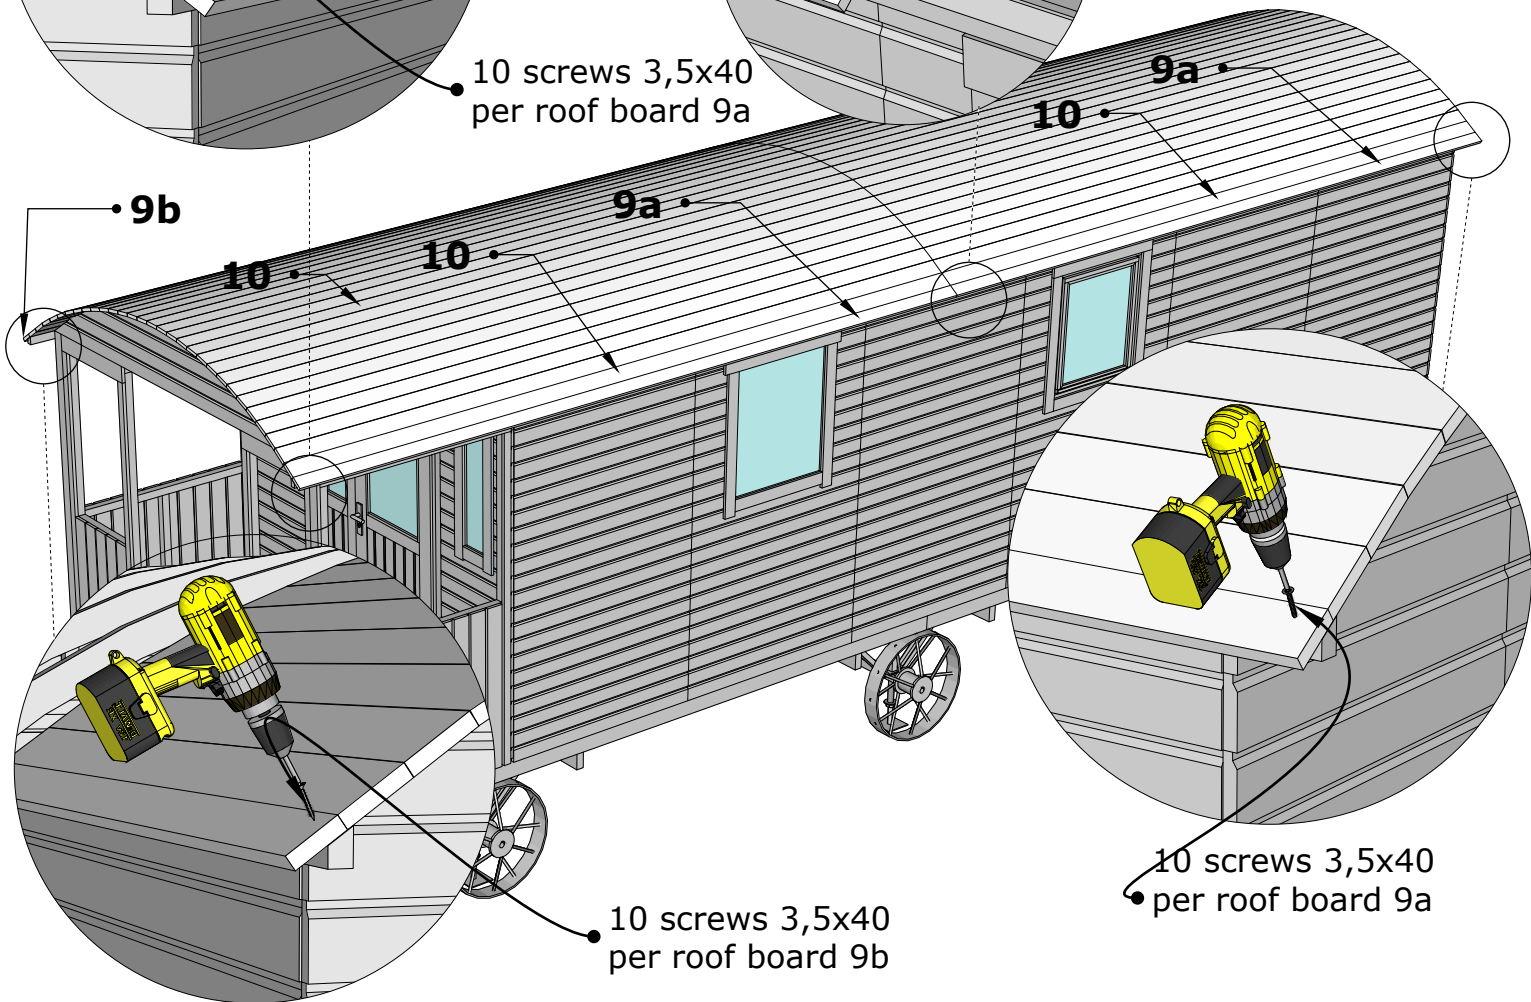 10 screws 3,5x40
per roof board 9a
9a
10
9b
9a
10
10
10 screws 3,5x40
per roof board 9a
10 screws 3,5x40
per roof board 9b